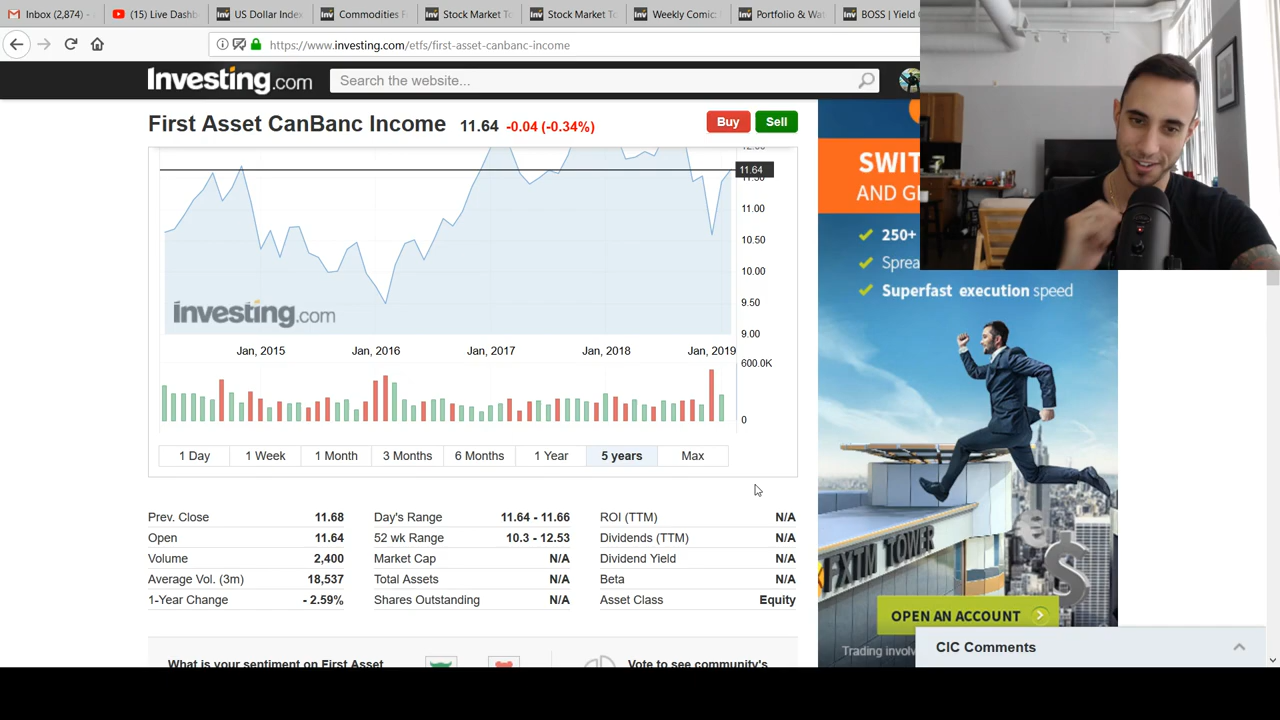 Inbox (2,874) -
(15) Live Dashb
US Dollar Index
Commodities F
Stock Market T
Stock Market T
Weekly Comic:
Portfolio & Wa
BOSS | Yield
https://www.investing.com/etfs/first-asset-canbanc-income
Investing.com
Search the website...
First Asset CanBanc Income 11.64 -0.04 (-0.34%)
Buy
Sell
12.00
11.64
11.50
11.00
10.50
10.00
9.50
9.00
Investing.com
Jan, 2015 Jan, 2016 Jan, 2017 Jan, 2018 Jan, 2019
600.0K
0
1 Day 1 Week 1 Month 3 Months 6 Months 1 Year 5 years Max
Prev. Close 11.68 Day's Range 11.64 - 11.66 ROI (TTM) N/A
Open 11.64 52 wk Range 10.3 - 12.53 Dividends (TTM) N/A
Volume 2,400 Market Cap N/A Dividend Yield N/A
Average Vol. (3m) 18,537 Total Assets N/A Beta N/A
1-Year Change - 2.59% Shares Outstanding N/A Asset Class Equity
What is your sentiment on First Asset
Vote to see community's
SWIT
AND G
250+
Sprea
Superfast execution speed
FXTM TOWER
OPEN AN ACCOUNT
Trading involv
CIC Comments